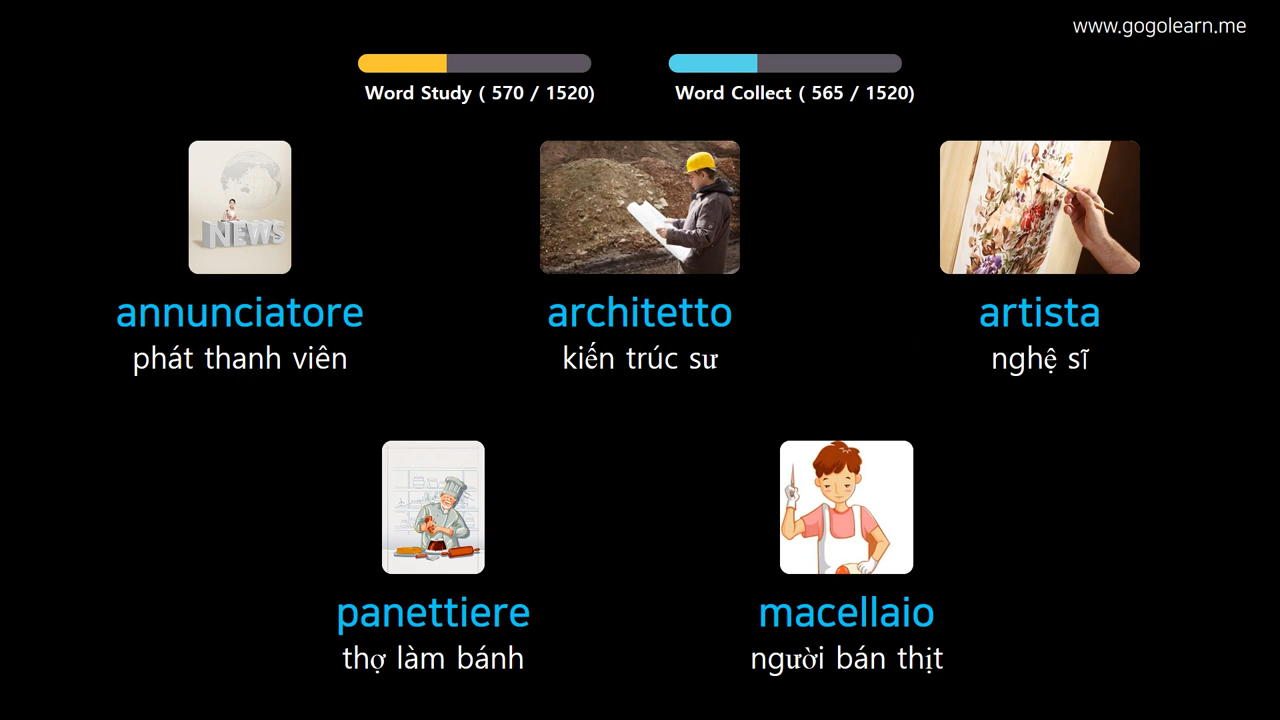 www.gogolearn.me
Word Study ( 570 / 1520)
Word Collect ( 565 / 1520)
NEWS
annunciatore
architetto
artista
phát thanh viên
kiến trúc sư
nghệ sĩ
panettiere
macellaio
thợ làm bánh
người bán thịt